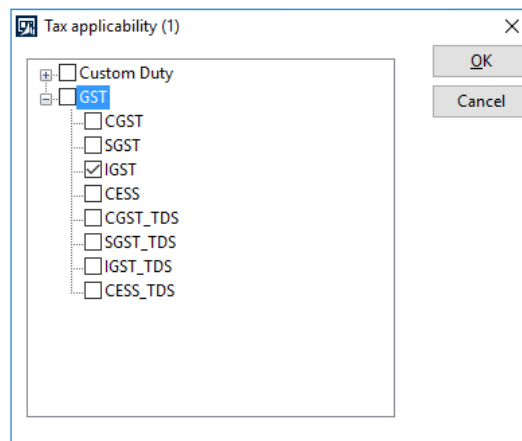 Tax applicability (1)
Custom Duty
OK
GST
Cancel
CGST
SGST
IGST
CESS
CGST_TDS
SGST_TDS
IGST_TDS
CESS_TDS